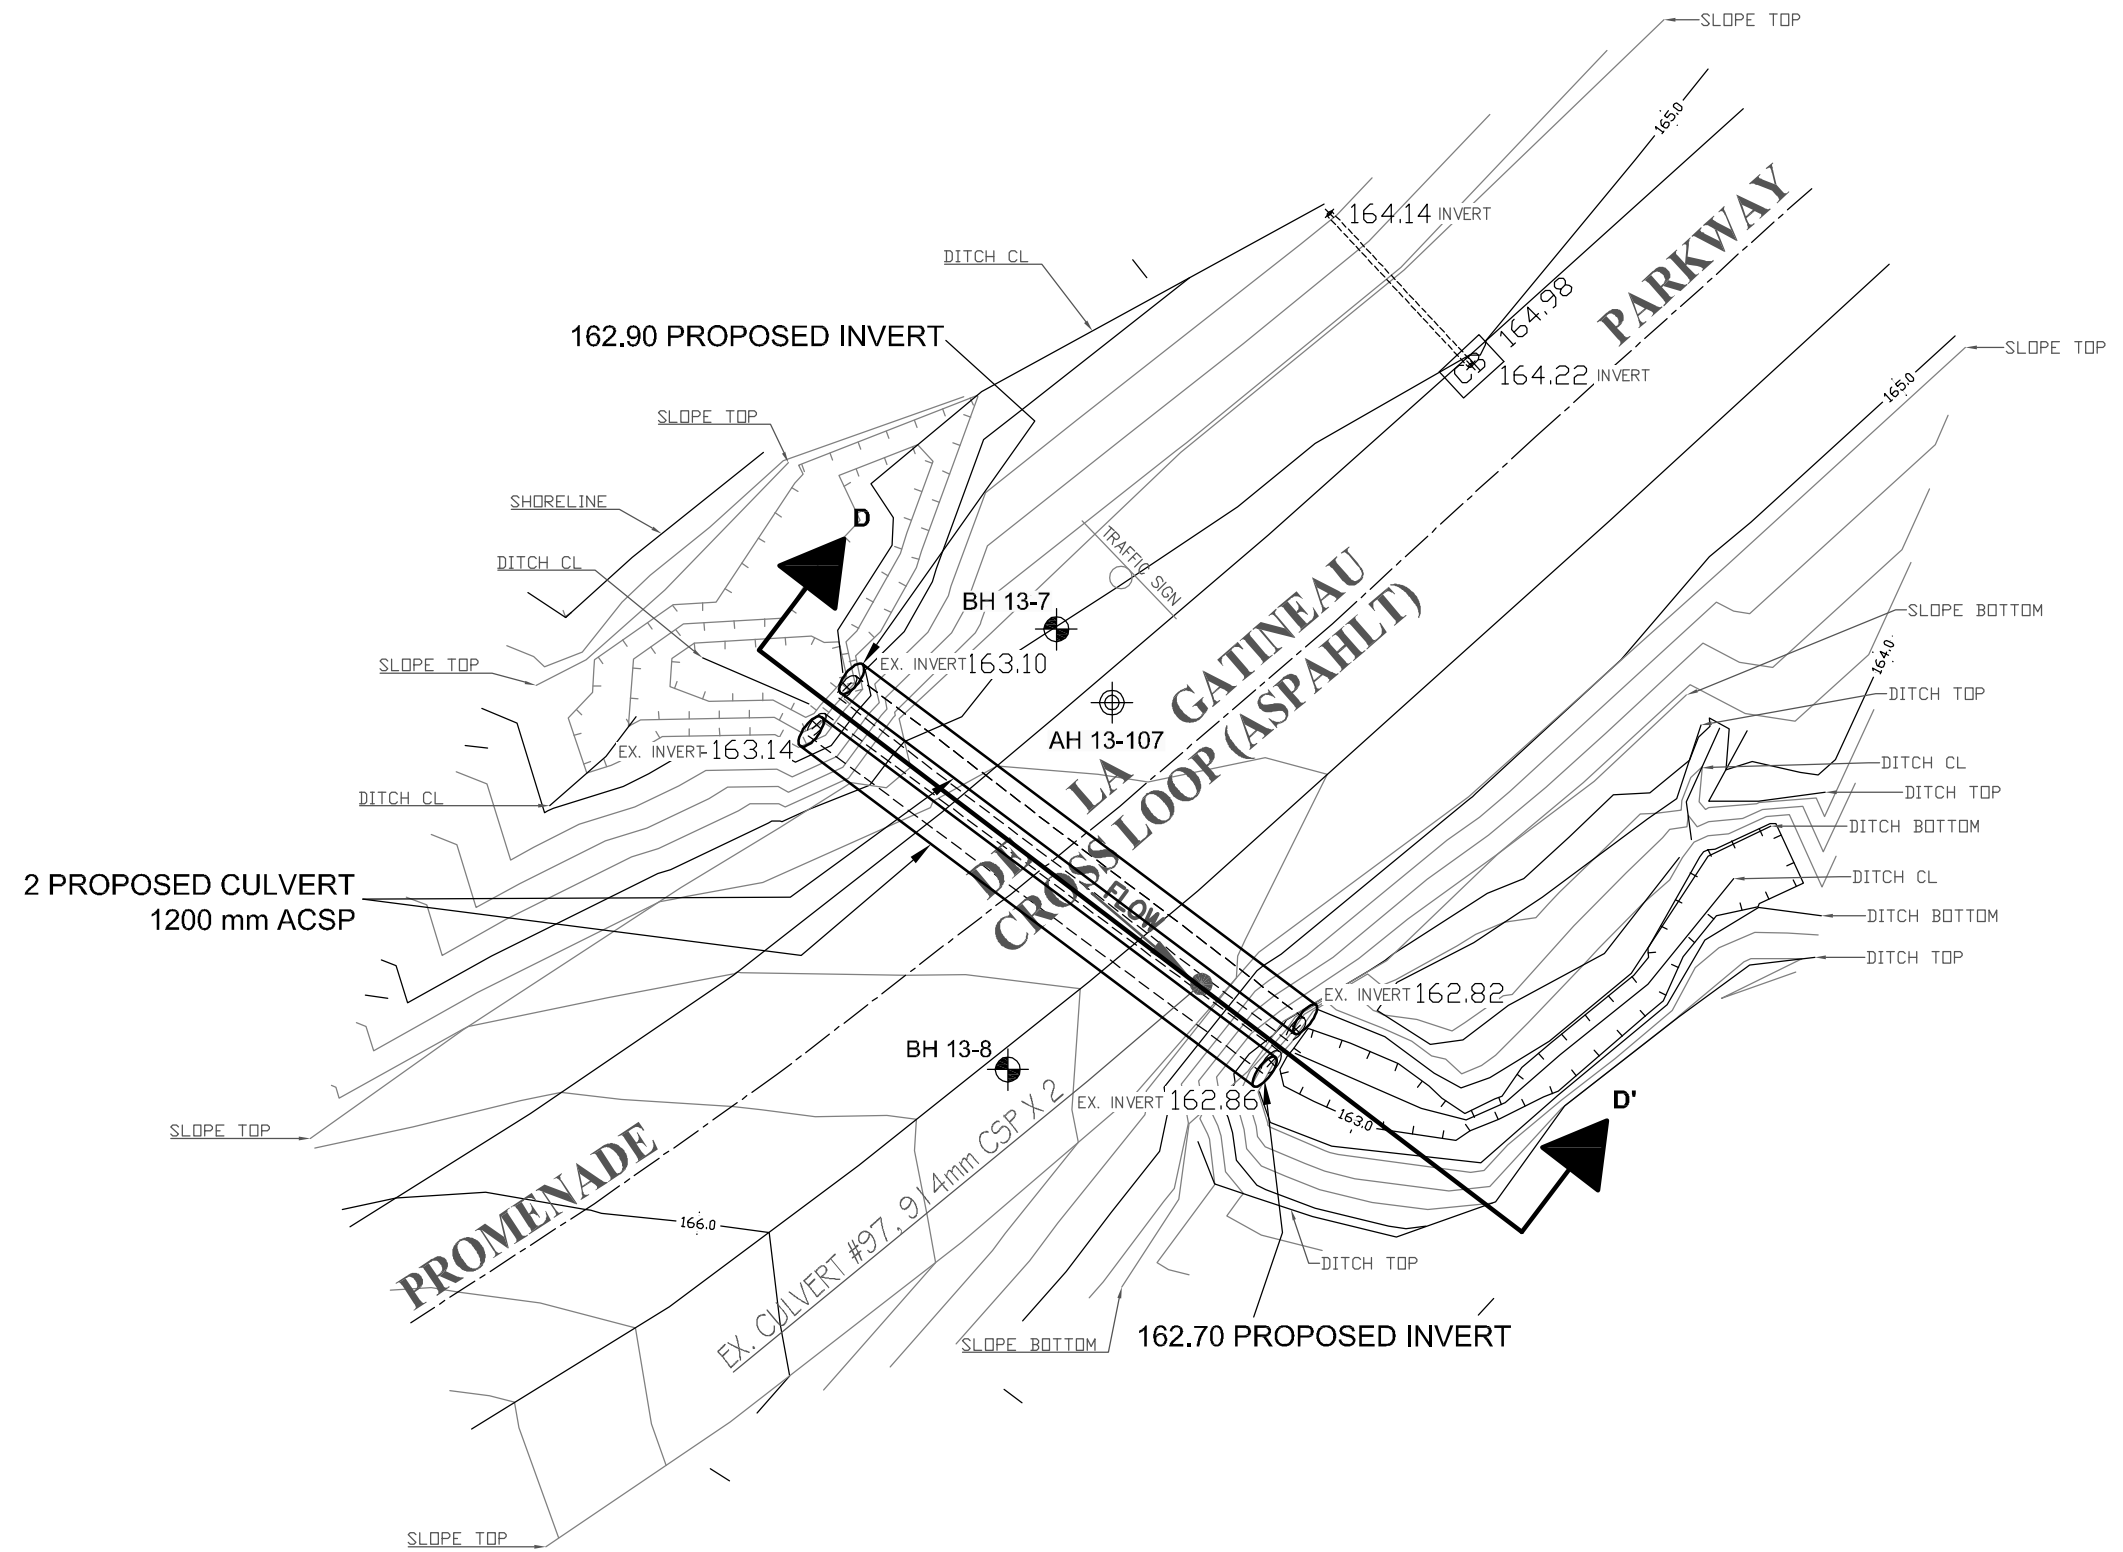 SLOPE TOP
165.0
164.14 INVERT
DITCH CL
PARKWAY
164.98
162.90 PROPOSED INVERT
CB
164.22 INVERT
SLOPE TOP
165.0
SLOPE TOP
SHORELINE
D
TRAFFIC SIGN
DITCH CL
BH 13-7
LA GATINEAU
SLOPE BOTTOM
SLOPE TOP
EX. INVERT 163.10
164.0
DITCH TOP
AH 13-107
EX. INVERT 163.14
DITCH CL
DITCH CL
DITCH TOP
DITCH BOTTOM
DE
CROSS LOOP (ASPAHLT)
2 PROPOSED CULVERT
1200 mm ACSP
FLOW
DITCH CL
DITCH BOTTOM
DITCH TOP
EX. INVERT 162.82
BH 13-8
EX. INVERT 162.86
D'
163.0
SLOPE TOP
PROMENADE
166.0
EX. CULVERT #97, 914mm CSP X 2
DITCH TOP
SLOPE BOTTOM
162.70 PROPOSED INVERT
SLOPE TOP